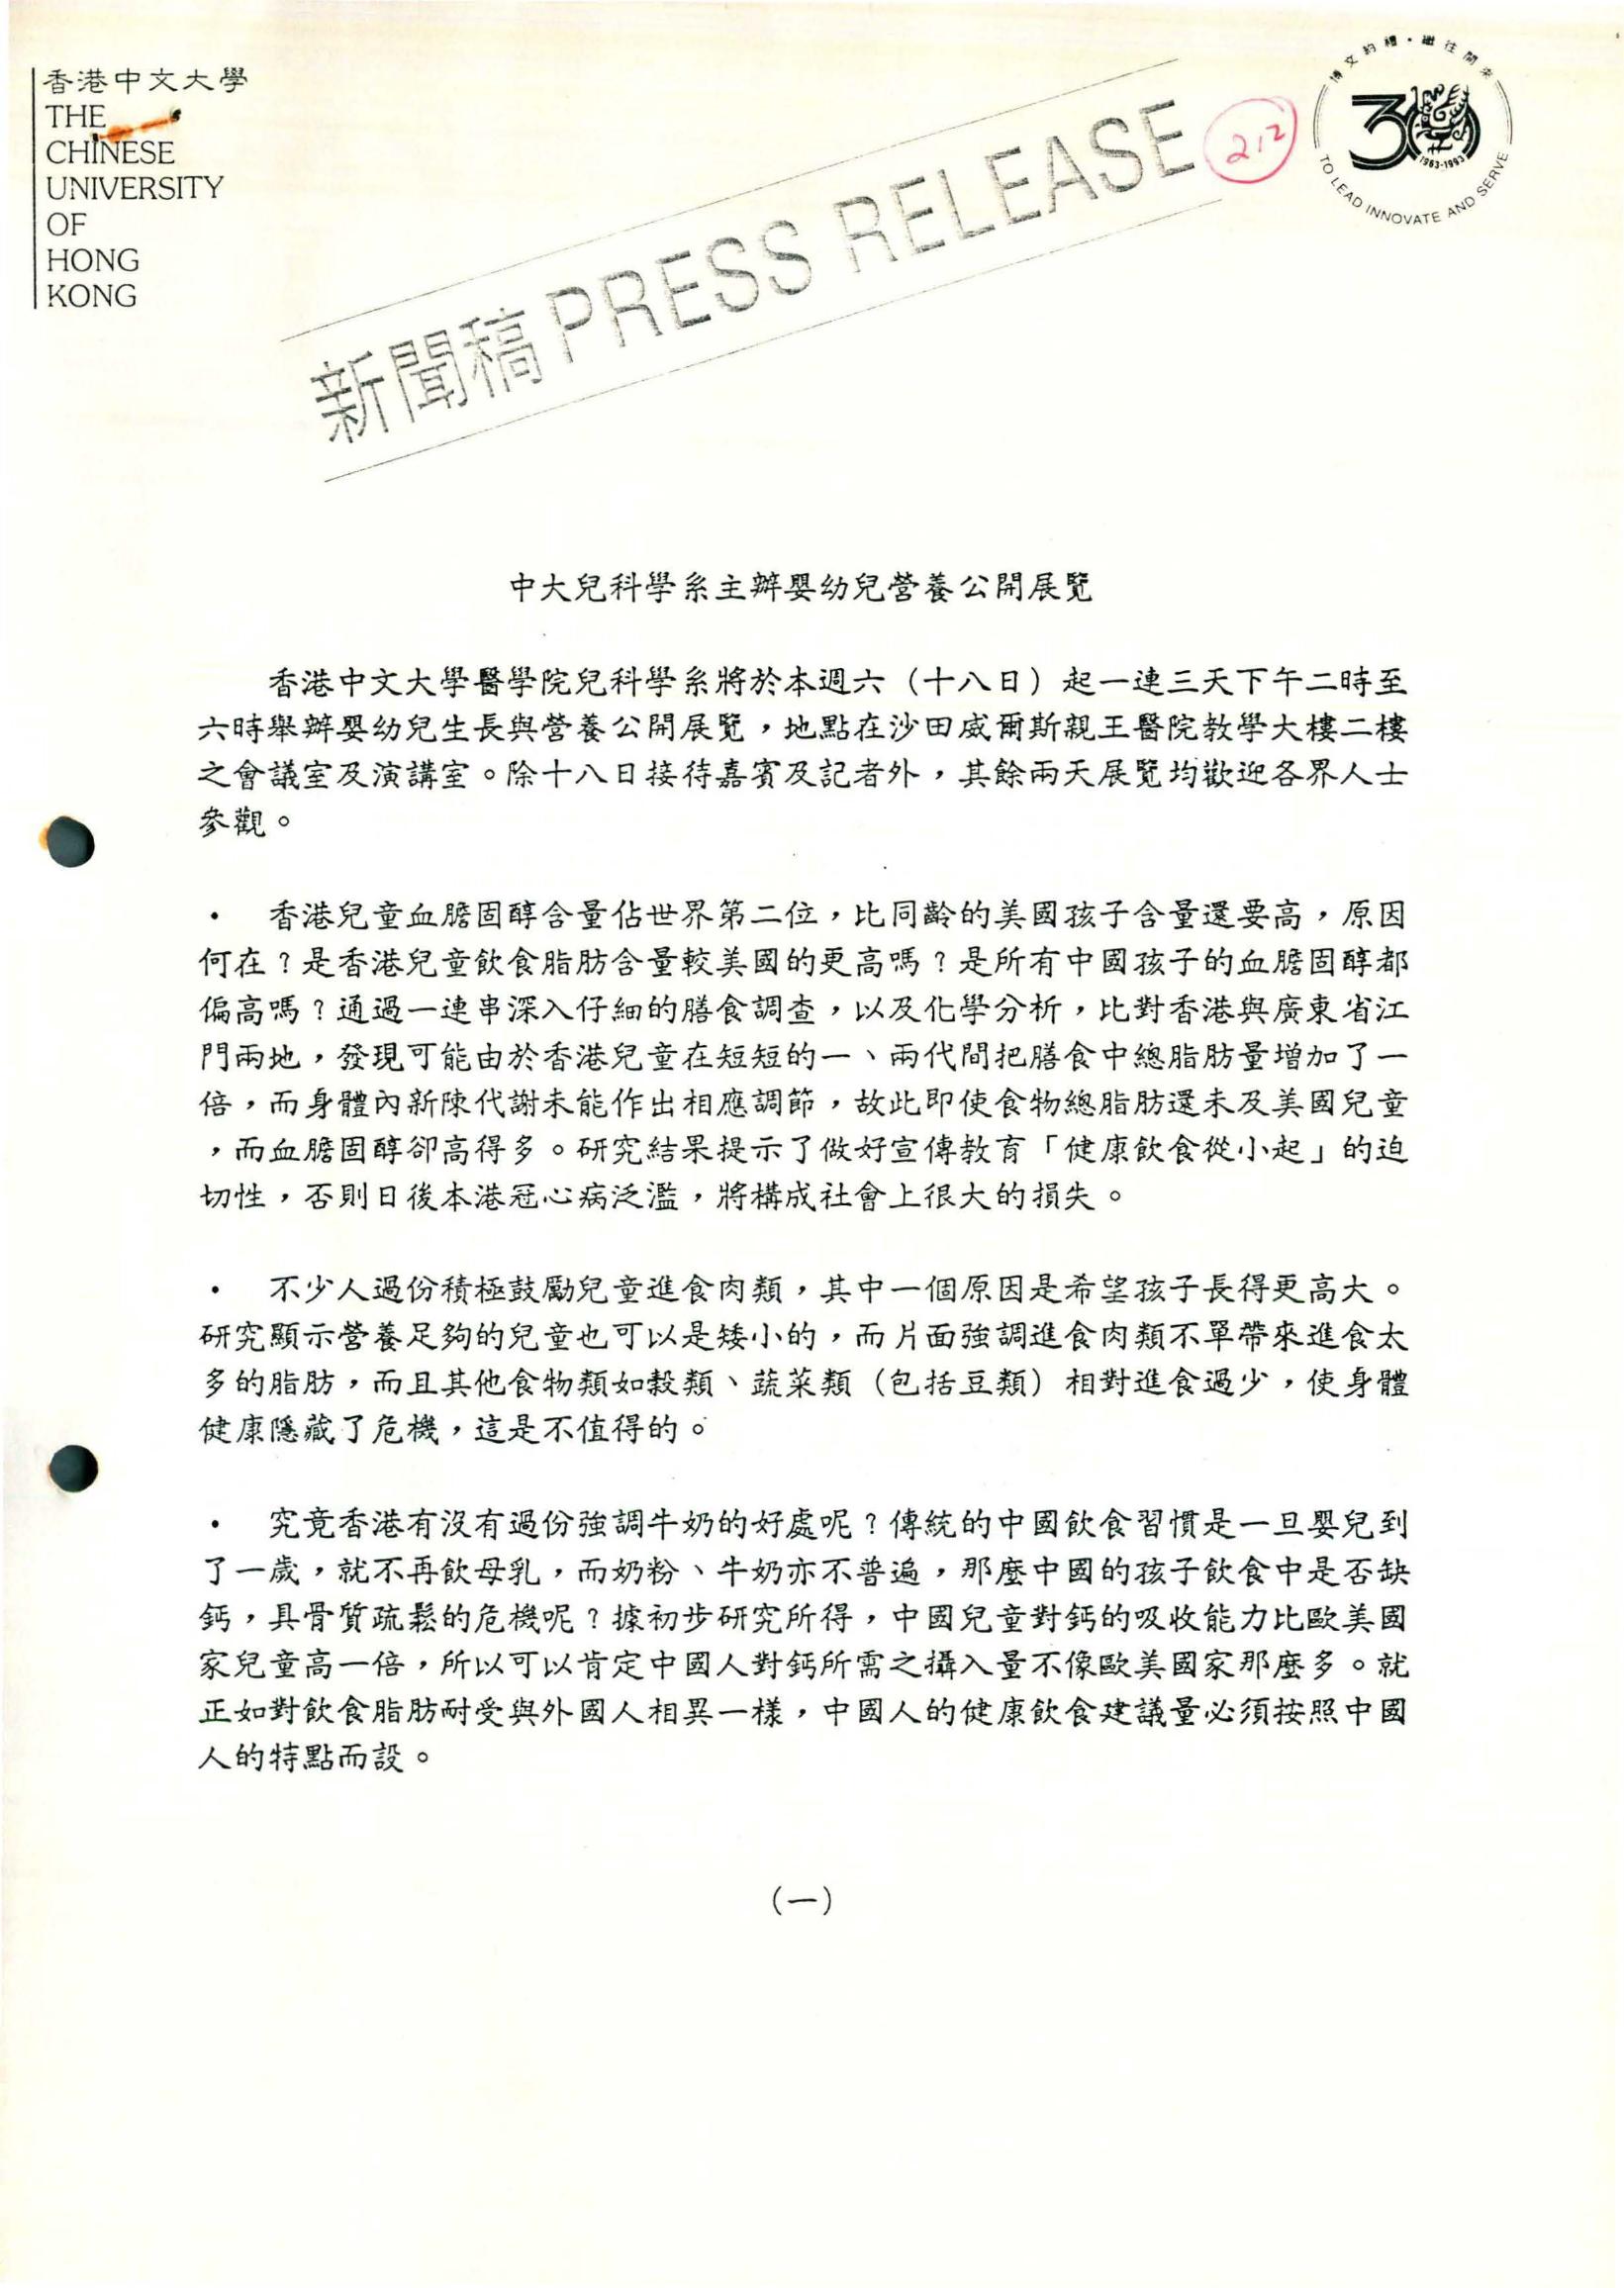 香港中文大學
THE
CHINESE
UNIVERSITY
OF
HONG
KONG
新聞稿 PRESS RELEASE
212
博文約禮・繼往開來
30
1963-1993
TO LEAD INNOVATE AND SERVE
中大兒科學系主辦嬰幼兒營養公開展覽
香港中文大學醫學院兒科學系將於本週六（十八日）起一連三天下午二時至
六時舉辦嬰幼兒生長與營養公開展覽，地點在沙田威爾斯親王醫院教學大樓二樓
之會議室及演講室。除十八日接待嘉賓及記者外，其餘兩天展覽均歡迎各界人士
參觀。
・ 香港兒童血膽固醇含量佔世界第二位，比同齡的美國孩子含量還要高，原因
何在？是香港兒童飲食脂肪含量較美國的更高嗎？是所有中國孩子的血膽固醇都
偏高嗎？通過一連串深入仔細的膳食調查，以及化學分析，比對香港與廣東省江
門兩地，發現可能由於香港兒童在短短的一、兩代間把膳食中總脂肪量增加了一
倍，而身體內新陳代謝未能作出相應調節，故此即使食物總脂肪還未及美國兒童
，而血膽固醇卻高得多。研究結果提示了做好宣傳教育「健康飲食從小起」的迫
切性，否則日後本港冠心病泛濫，將構成社會上很大的損失。
・ 不少人過份積極鼓勵兒童進食肉類，其中一個原因是希望孩子長得更高大。
研究顯示營養足夠的兒童也可以是矮小的，而片面強調進食肉類不單帶來進食太
多的脂肪，而且其他食物類如穀類、蔬菜類（包括豆類）相對進食過少，使身體
健康隱藏了危機，這是不值得的。
・ 究竟香港有沒有過份強調牛奶的好處呢？傳統的中國飲食習慣是一旦嬰兒到
了一歲，就不再飲母乳，而奶粉、牛奶亦不普遍，那麼中國的孩子飲食中是否缺
鈣，具骨質疏鬆的危機呢？據初步研究所得，中國兒童對鈣的吸收能力比歐美國
家兒童高一倍，所以可以肯定中國人對鈣所需之攝入量不像歐美國家那麼多。就
正如對飲食脂肪耐受與外國人相異一樣，中國人的健康飲食建議量必須按照中國
人的特點而設。
（一）